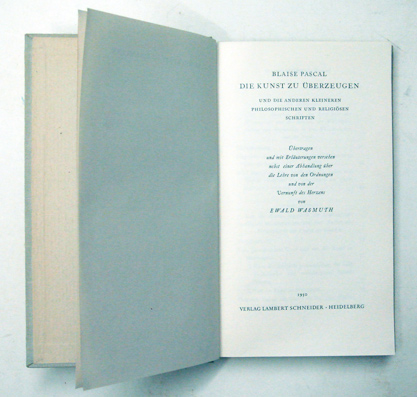 BLAISE PASCAL
DIE KUNST ZU ÜBERZEUGEN
UND DIE ANDEREN KLEINEREN
PHILOSOPHISCHEN UND RELIGIÖSEN
SCHRIFTEN
Übertragen
und mit Erläuterungen versehen
nebst einer Abhandlung über
die Lehre von den Ordnungen
und von der
Vernunft des Herzens
von
EWALD WASMUTH
VERLAG LAMBERT SCHNEIDER · HEIDELBERG